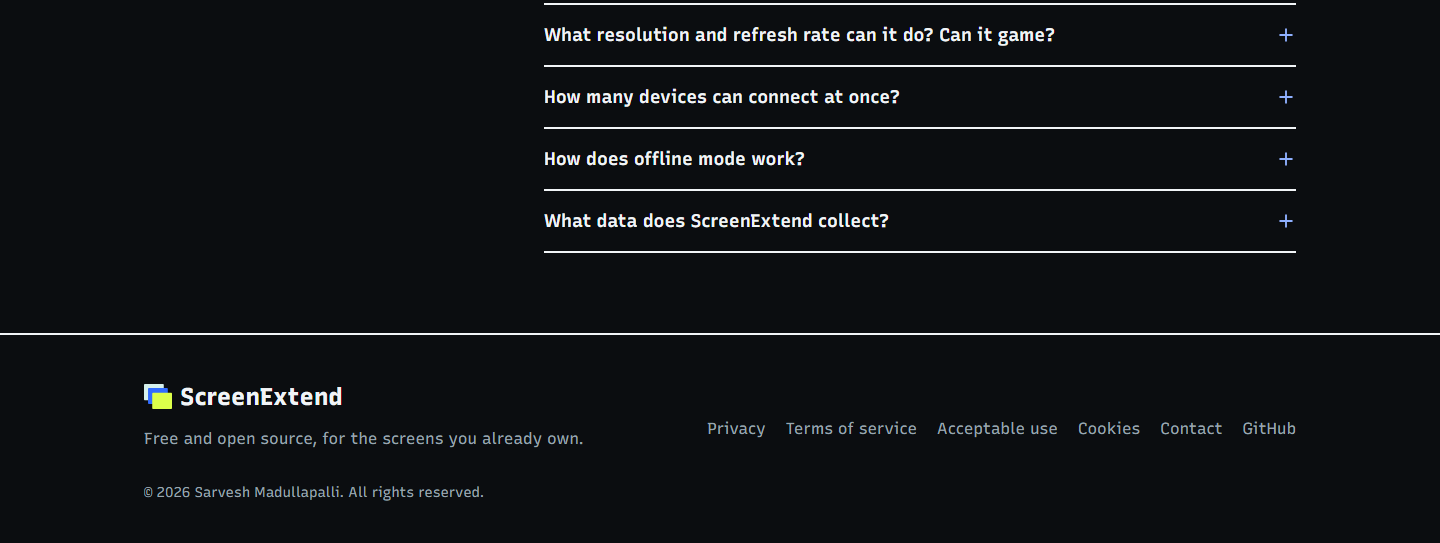 What resolution and refresh rate can it do? Can it game?
How many devices can connect at once?
How does offline mode work?
What data does ScreenExtend collect?
ScreenExtend
Free and open source, for the screens you already own.
Privacy Terms of service Acceptable use Cookies Contact GitHub
© 2026 Sarvesh Madullapalli. All rights reserved.